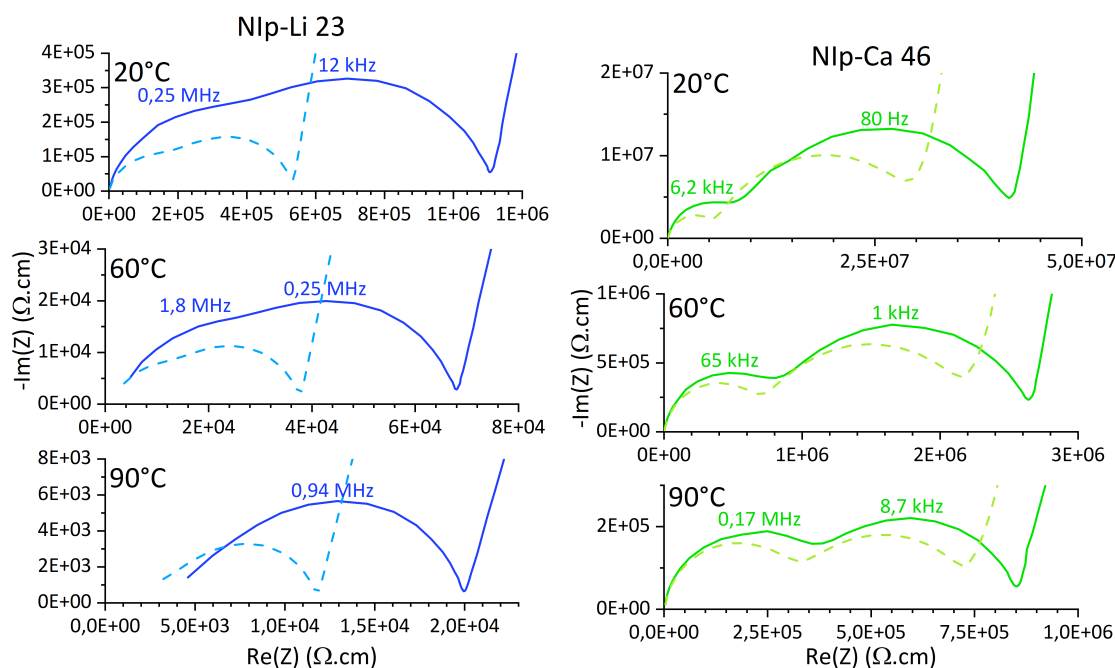 NIp-Li 23
20°C
4E+05
3E+05
2E+05
1E+05
0E+00
0,25 MHz
12 kHz
0E+00
2E+05
4E+05
6E+05
8E+05
1E+06
1E+06
60°C
3E+04
2E+04
1E+04
0E+00
1,8 MHz
0,25 MHz
0E+00
2E+04
4E+04
6E+04
8E+04
-Im(Z) (Ω.cm)
90°C
8E+03
6E+03
4E+03
2E+03
0E+00
0,94 MHz
0,0E+00
5,0E+03
1,0E+04
1,5E+04
2,0E+04
Re(Z) (Ω.cm)
NIp-Ca 46
20°C
2E+07
1E+07
0E+00
6,2 kHz
80 Hz
0,0E+00
2,5E+07
5,0E+07
60°C
1E+06
5E+05
0E+00
65 kHz
1 kHz
0E+00
1E+06
2E+06
3E+06
-Im(Z) (Ω.cm)
90°C
2E+05
0E+00
0,17 MHz
8,7 kHz
0,0E+00
2,5E+05
5,0E+05
7,5E+05
1,0E+06
Re(Z) (Ω.cm)